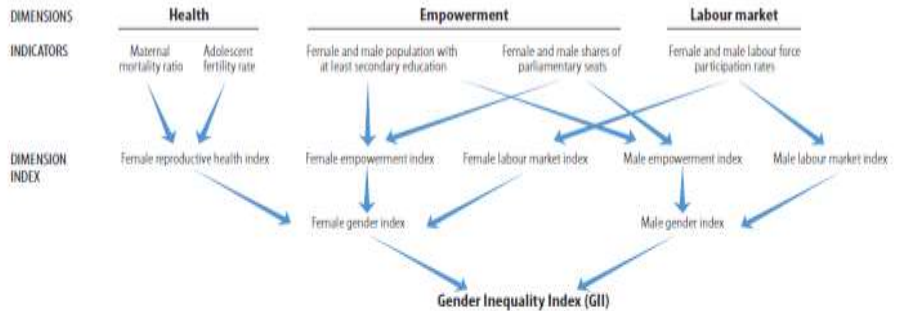 DIMENSIONS Health Empowerment Labour market
INDICATORS Maternal mortality ratio Adolescent fertility rate Female and male population with at least secondary education Female and male shares of parliamentary seats Female and male labour force participation rates
DIMENSION INDEX Female reproductive health index Female empowerment index Female labour market index Male empowerment index Male labour market index
Female gender index Male gender index
Gender Inequality Index (GII)